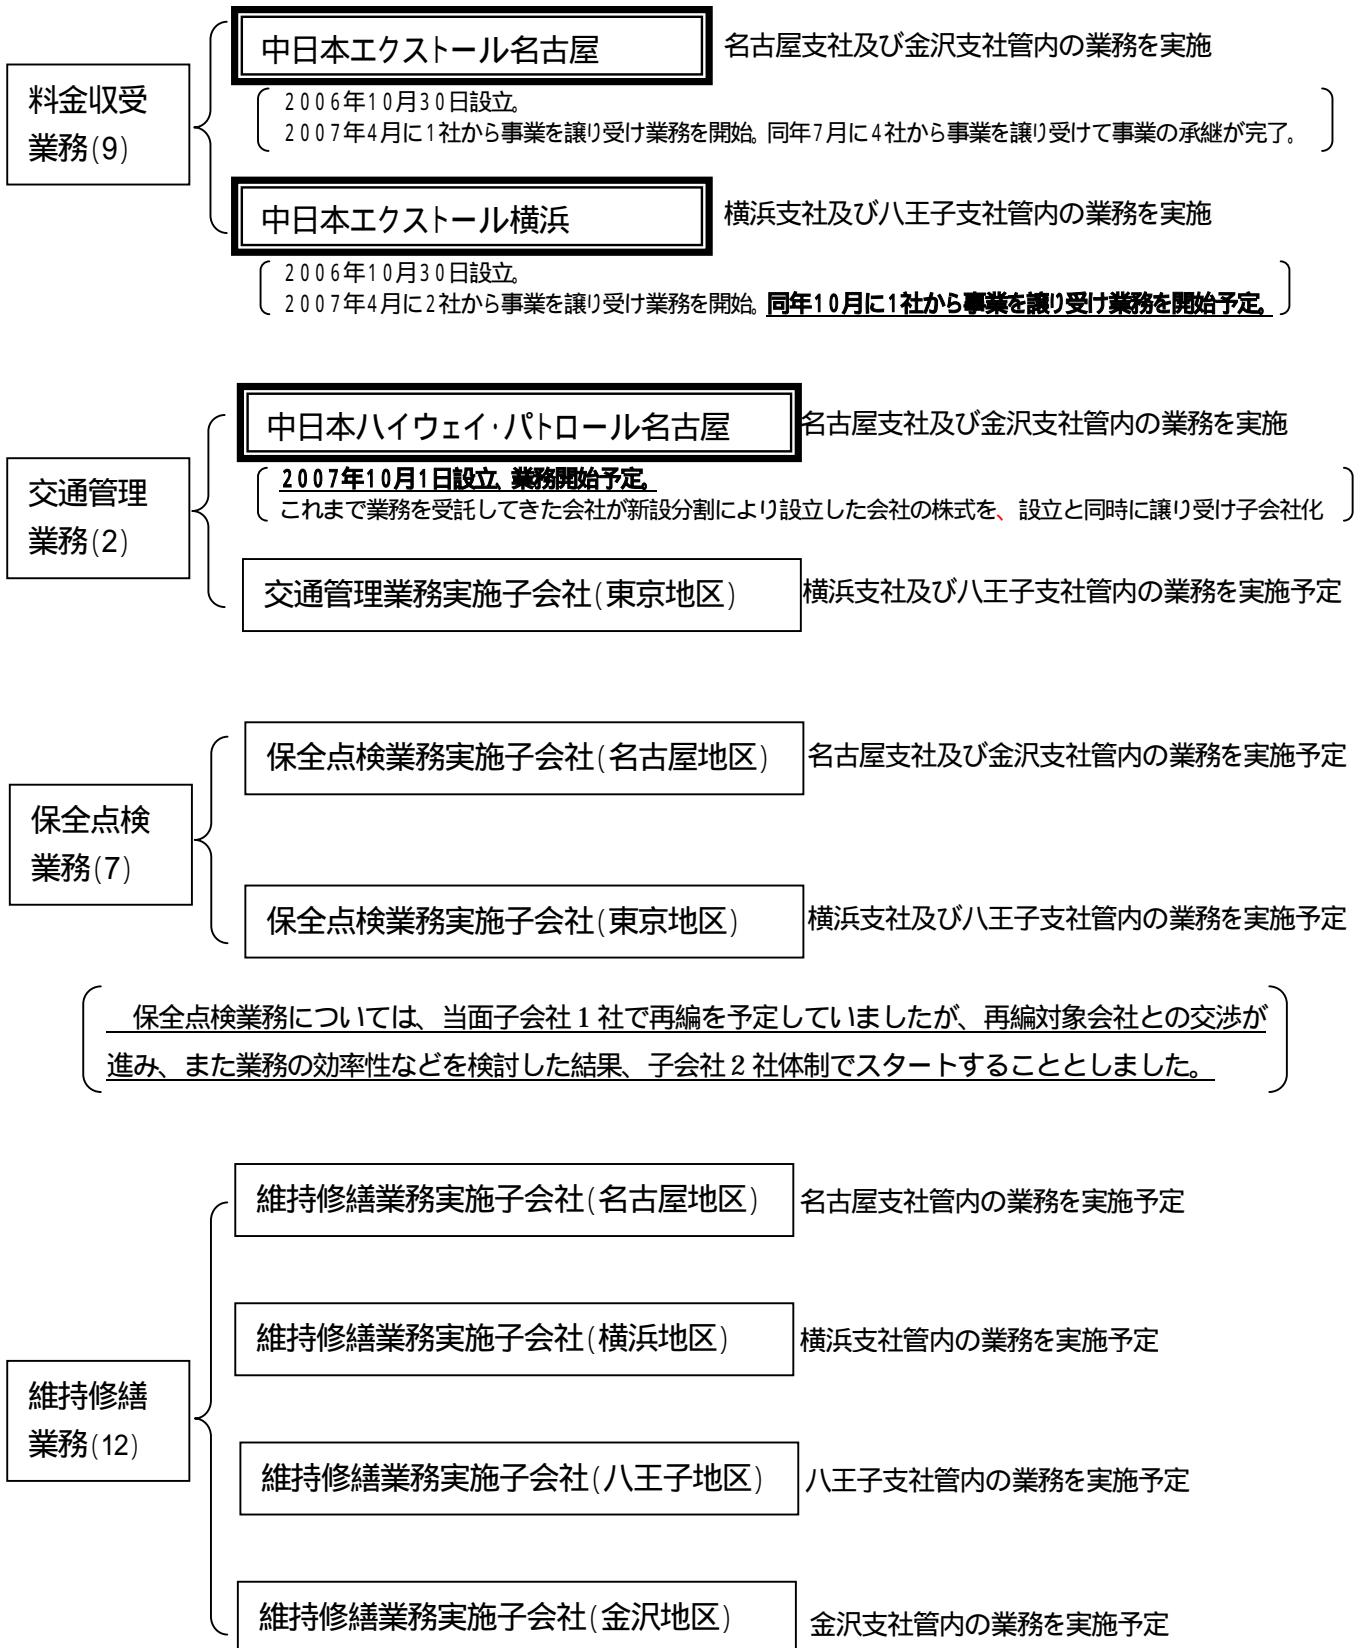 中日本エクストール名古屋
名古屋支社及び金沢支社管内の業務を実施
料金収受
業務(9)
2006年10月30日設立。
2007年4月に1社から事業を譲り受け業務を開始。同年7月に4社から事業を譲り受けて事業の承継が完了。
中日本エクストール横浜
横浜支社及び八王子支社管内の業務を実施
2006年10月30日設立。
2007年4月に2社から事業を譲り受け業務を開始。同年10月に1社から事業を譲り受け業務を開始予定。
中日本ハイウェイ・パトロール名古屋
名古屋支社及び金沢支社管内の業務を実施
交通管理
業務(2)
2007年10月1日設立、業務開始予定。
これまで業務を受託してきた会社が新設分割により設立した会社の株式を、設立と同時に譲り受け子会社化
交通管理業務実施子会社(東京地区)
横浜支社及び八王子支社管内の業務を実施予定
保全点検業務実施子会社(名古屋地区)
名古屋支社及び金沢支社管内の業務を実施予定
保全点検
業務(7)
保全点検業務実施子会社(東京地区)
横浜支社及び八王子支社管内の業務を実施予定
保全点検業務については、当面子会社1社で再編を予定していましたが、再編対象会社との交渉が
進み、また業務の効率性などを検討した結果、子会社2社体制でスタートすることとしました。
維持修繕業務実施子会社(名古屋地区)
名古屋支社管内の業務を実施予定
維持修繕業務実施子会社(横浜地区)
横浜支社管内の業務を実施予定
維持修繕
業務(12)
維持修繕業務実施子会社(八王子地区)
八王子支社管内の業務を実施予定
維持修繕業務実施子会社(金沢地区)
金沢支社管内の業務を実施予定